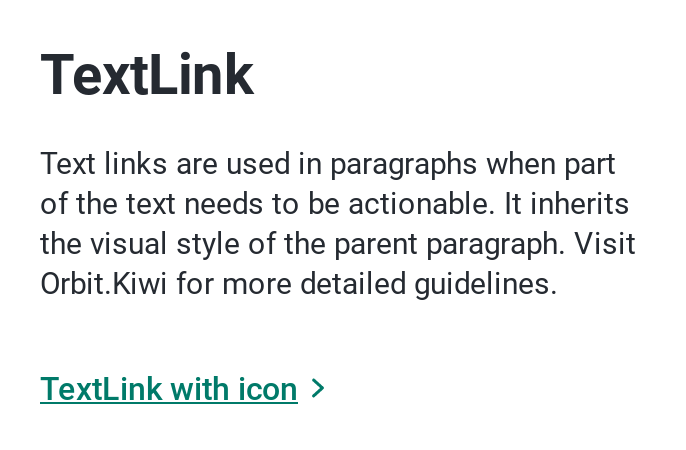 TextLink
Text links are used in paragraphs when part
of the text needs to be actionable. It inherits
the visual style of the parent paragraph. Visit
Orbit.Kiwi for more detailed guidelines.
TextLink with icon